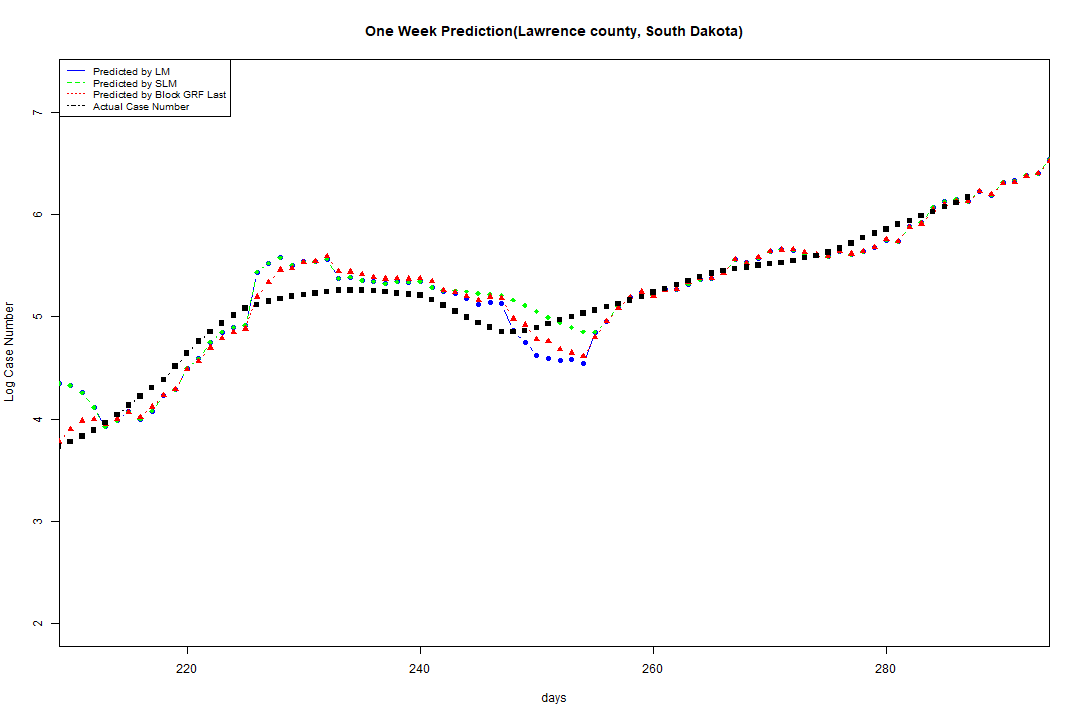 One Week Prediction(Lawrence county, South Dakota)
Predicted by LM
Predicted by SLM
Predicted by Block GRF Last
Actual Case Number
7
6
5
4
3
2
Log Case Number
220 240 260 280
days